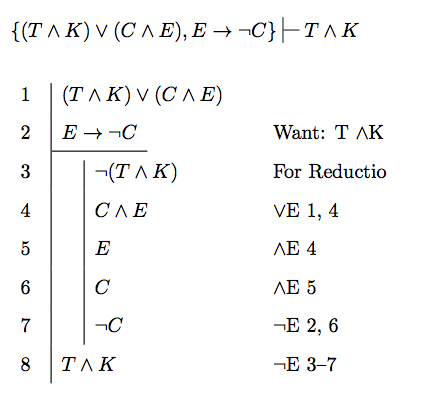 {(T ∧ K) ∨ (C ∧ E), E → ¬C} ⊢ T ∧ K
1 (T ∧ K) ∨ (C ∧ E)
2 E → ¬C Want: T ∧K
3 ¬(T ∧ K) For Reductio
4 C ∧ E ∨E 1, 4
5 E ∧E 4
6 C ∧E 5
7 ¬C ¬E 2, 6
8 T ∧ K ¬E 3–7